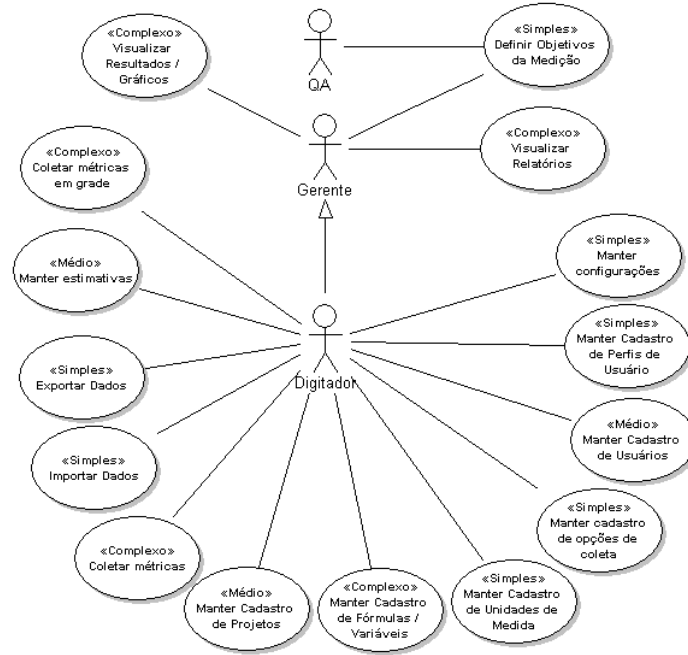 «Complexo»
Visualizar
Resultados /
Gráficos
QA
«Simples»
Definir Objetivos
da Medição
«Complexo»
Coletar métricas
em grade
Gerente
«Complexo»
Visualizar
Relatórios
«Médio»
Manter estimativas
«Simples»
Manter
configurações
«Simples»
Exportar Dados
Digitador
«Simples»
Manter Cadastro
de Perfis de
Usuário
«Simples»
Importar Dados
«Médio»
Manter Cadastro
de Usuários
«Complexo»
Coletar métricas
«Simples»
Manter cadastro
de opções de
coleta
«Médio»
Manter Cadastro
de Projetos
«Complexo»
Manter Cadastro
de Fórmulas /
Variáveis
«Simples»
Manter Cadastro
de Unidades de
Medida